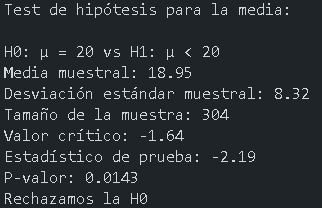 Test de hipótesis para la media:
H0: μ = 20 vs H1: μ < 20
Media muestral: 18.95
Desviación estándar muestral: 8.32
Tamaño de la muestra: 304
Valor crítico: -1.64
Estadístico de prueba: -2.19
P-valor: 0.0143
Rechazamos la H0